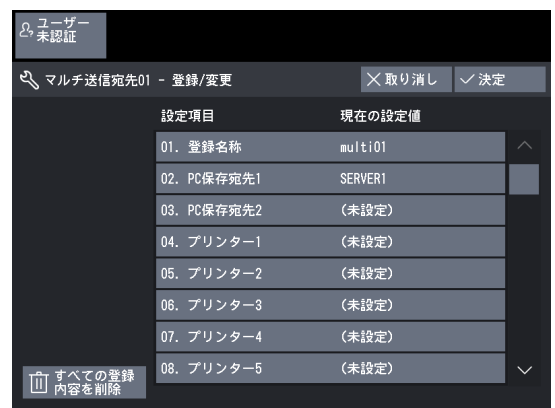 ユーザー
未認証
マルチ送信宛先01 - 登録/変更
取り消し
決定
設定項目 現在の設定値
01. 登録名称 multi01
02. PC保存宛先1 SERVER1
03. PC保存宛先2 (未設定)
04. プリンター1 (未設定)
05. プリンター2 (未設定)
06. プリンター3 (未設定)
07. プリンター4 (未設定)
08. プリンター5 (未設定)
すべての登録
内容を削除